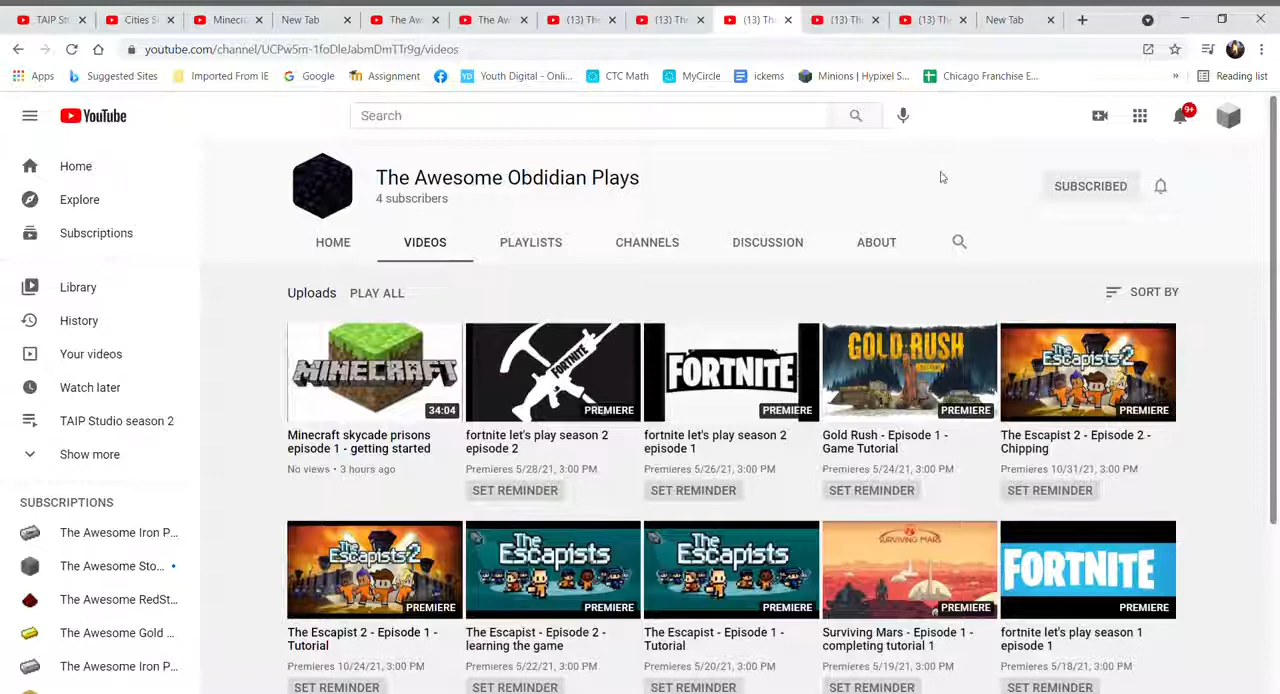 TAIP St
Cities S
Minecr
New Tab
The Aw
The Aw
(13) Th
(13) Th
(13) Th
(13) Th
(13) Th
New Tab
youtube.com/channel/UCPw5m-1foDleJabmDmTTr9g/videos
Apps
Suggested Sites
Imported From IE
Google
Assignment
Youth Digital - Onli...
CTC Math
MyCircle
ickems
Minions | Hypixel S...
Chicago Franchise E...
»
Reading list
YouTube
Search
9+
Home
Explore
Subscriptions
Library
History
Your videos
Watch later
TAIP Studio season 2
Show more
SUBSCRIPTIONS
The Awesome Iron P...
The Awesome Sto...
The Awesome RedSt...
The Awesome Gold ...
The Awesome Iron P...
The Awesome Obdidian Plays
4 subscribers
SUBSCRIBED
HOME
VIDEOS
PLAYLISTS
CHANNELS
DISCUSSION
ABOUT
Uploads
PLAY ALL
SORT BY
MINECRAFT
34:04
Minecraft skycade prisons
episode 1 - getting started
No views • 3 hours ago
FORTNITE
PREMIERE
fortnite let's play season 2
episode 2
Premieres 5/28/21, 3:00 PM
SET REMINDER
FORTNITE
PREMIERE
fortnite let's play season 2
episode 1
Premieres 5/26/21, 3:00 PM
SET REMINDER
GOLD RUSH
PREMIERE
Gold Rush - Episode 1 -
Game Tutorial
Premieres 5/24/21, 3:00 PM
SET REMINDER
The Escapists 2
PREMIERE
The Escapist 2 - Episode 2 -
Chipping
Premieres 10/31/21, 3:00 PM
SET REMINDER
The Escapists 2
PREMIERE
The Escapist 2 - Episode 1 -
Tutorial
Premieres 10/24/21, 3:00 PM
SET REMINDER
The Escapists
PREMIERE
The Escapist - Episode 2 -
learning the game
Premieres 5/22/21, 3:00 PM
SET REMINDER
The Escapists
PREMIERE
The Escapist - Episode 1 -
Tutorial
Premieres 5/20/21, 3:00 PM
SET REMINDER
SURVIVING MARS
PREMIERE
Surviving Mars - Episode 1 -
completing tutorial 1
Premieres 5/19/21, 3:00 PM
SET REMINDER
FORTNITE
PREMIERE
fortnite let's play season 1
episode 1
Premieres 5/18/21, 3:00 PM
SET REMINDER